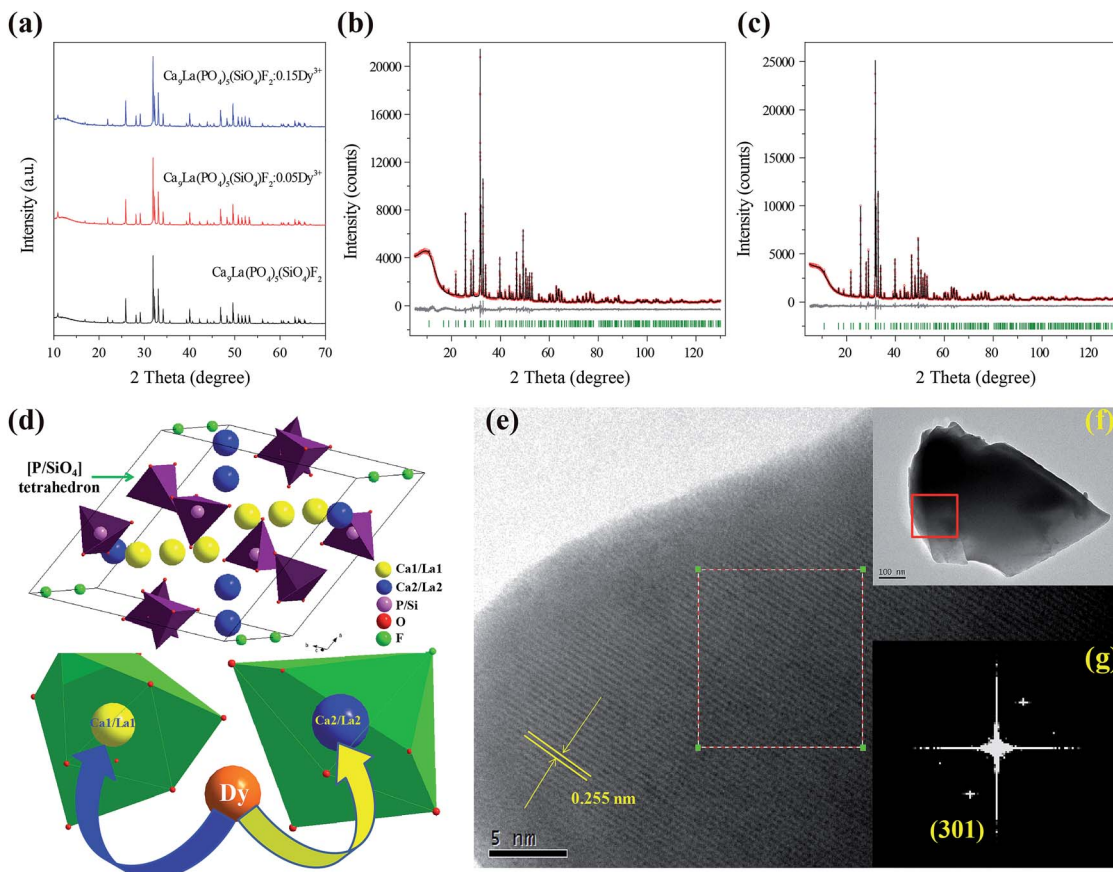 (a)
Ca₉La(PO₄)₅(SiO₄)F₂:0.15Dy³⁺
Ca₉La(PO₄)₅(SiO₄)F₂:0.05Dy³⁺
Ca₉La(PO₄)₅(SiO₄)F₂
Intensity (a.u.)
10 20 30 40 50 60 70
2 Theta (degree)
(b)
20000
16000
12000
8000
4000
0
Intensity (counts)
20 40 60 80 100 120
2 Theta (degree)
(c)
25000
20000
15000
10000
5000
0
Intensity (counts)
20 40 60 80 100 120
2 Theta (degree)
(d)
[P/SiO₄]
tetrahedron
Ca1/La1
Ca2/La2
P/Si
O
F
Ca1/La1
Ca2/La2
Dy
(e)
0.255 nm
5 nm
(f)
100 nm
(g)
(301)